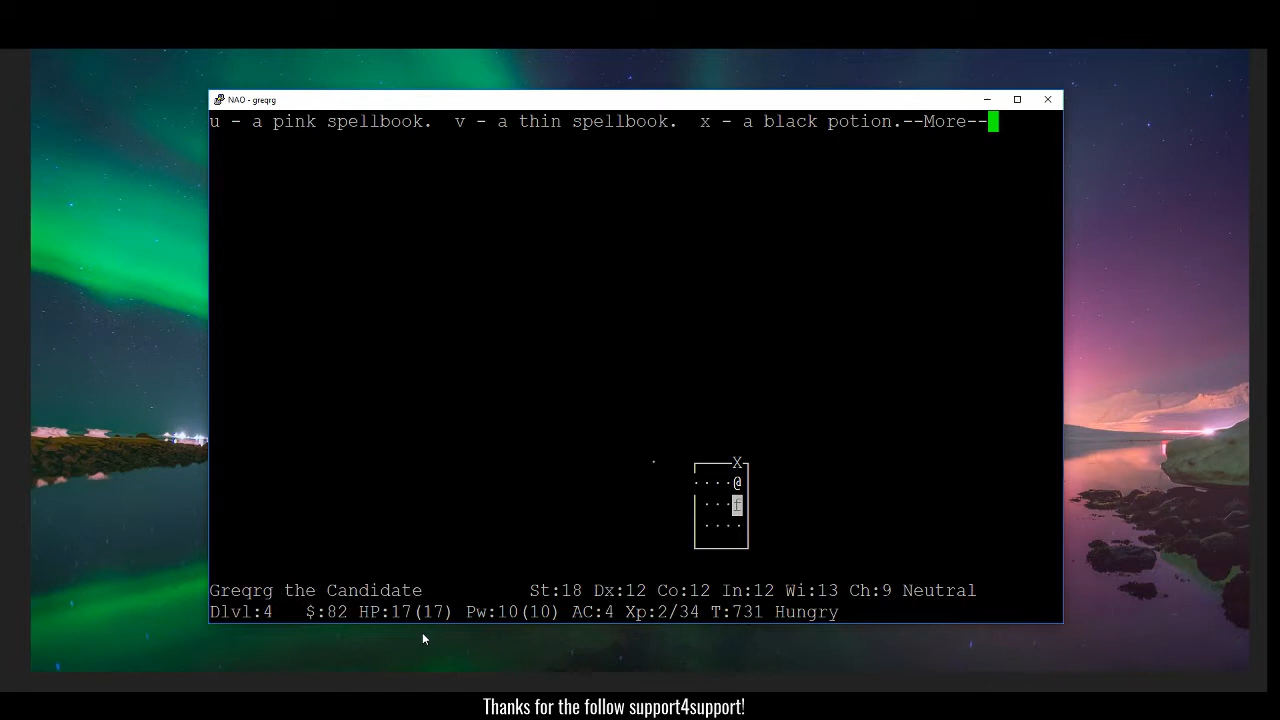 NAO - greqrg
u - a pink spellbook.  v - a thin spellbook.  x - a black potion.--More--
X
. . . . @
. . . f
. . . .
Greqrg the Candidate St:18 Dx:12 Co:12 In:12 Wi:13 Ch:9 Neutral
Dlvl:4 $:82 HP:17(17) Pw:10(10) AC:4 Xp:2/34 T:731 Hungry
Thanks for the follow support4support!